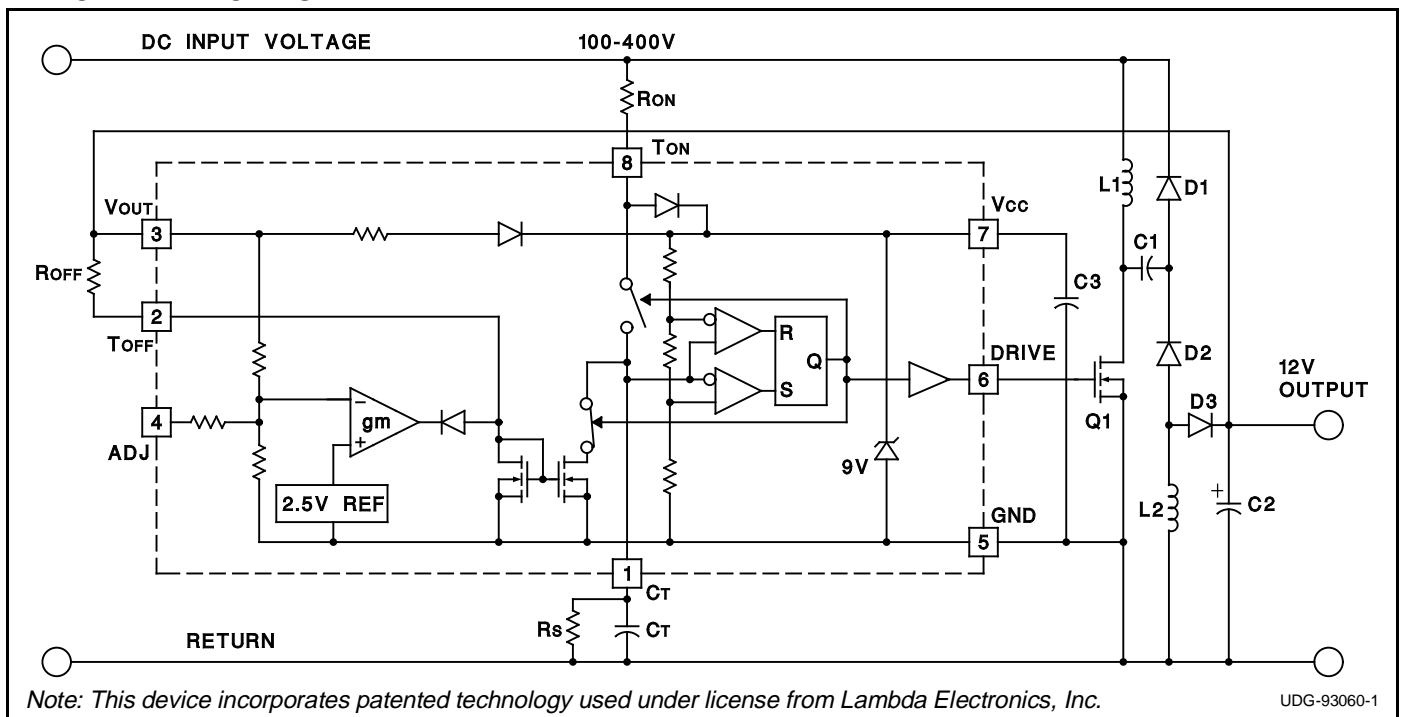 DC INPUT VOLTAGE 100-400V
RON
8 TON
VOUT
3
VCC
7
L1
D1
C1
C3
ROFF
2
TOFF
R
Q
S
DRIVE
6
D2
12V
OUTPUT
D3
Q1
4
ADJ
gm
−
+
2.5V REF
9V
GND
5
L2
+
C2
1
CT
RS
CT
RETURN
Note: This device incorporates patented technology used under license from Lambda Electronics, Inc.
UDG-93060-1